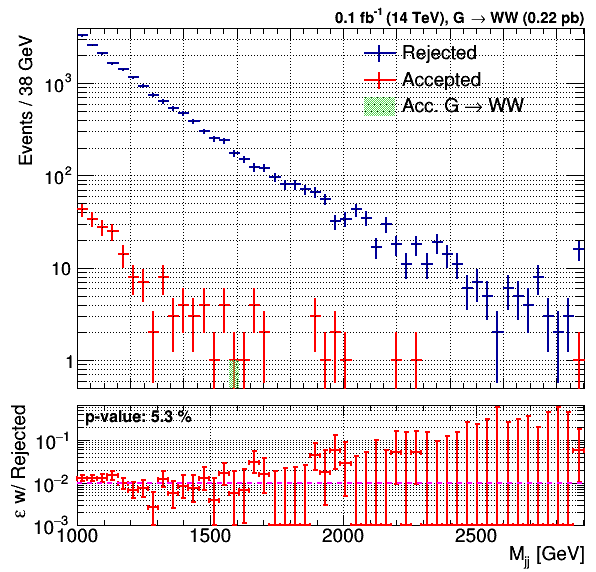 0.1 fb⁻¹ (14 TeV), G → WW (0.22 pb)
Events / 38 GeV
10³
10²
10
1
Rejected
Accepted
Acc. G → WW
p-value: 5.3 %
ε w/ Rejected
10⁻¹
10⁻²
10⁻³
1000 1500 2000 2500
Mjj [GeV]